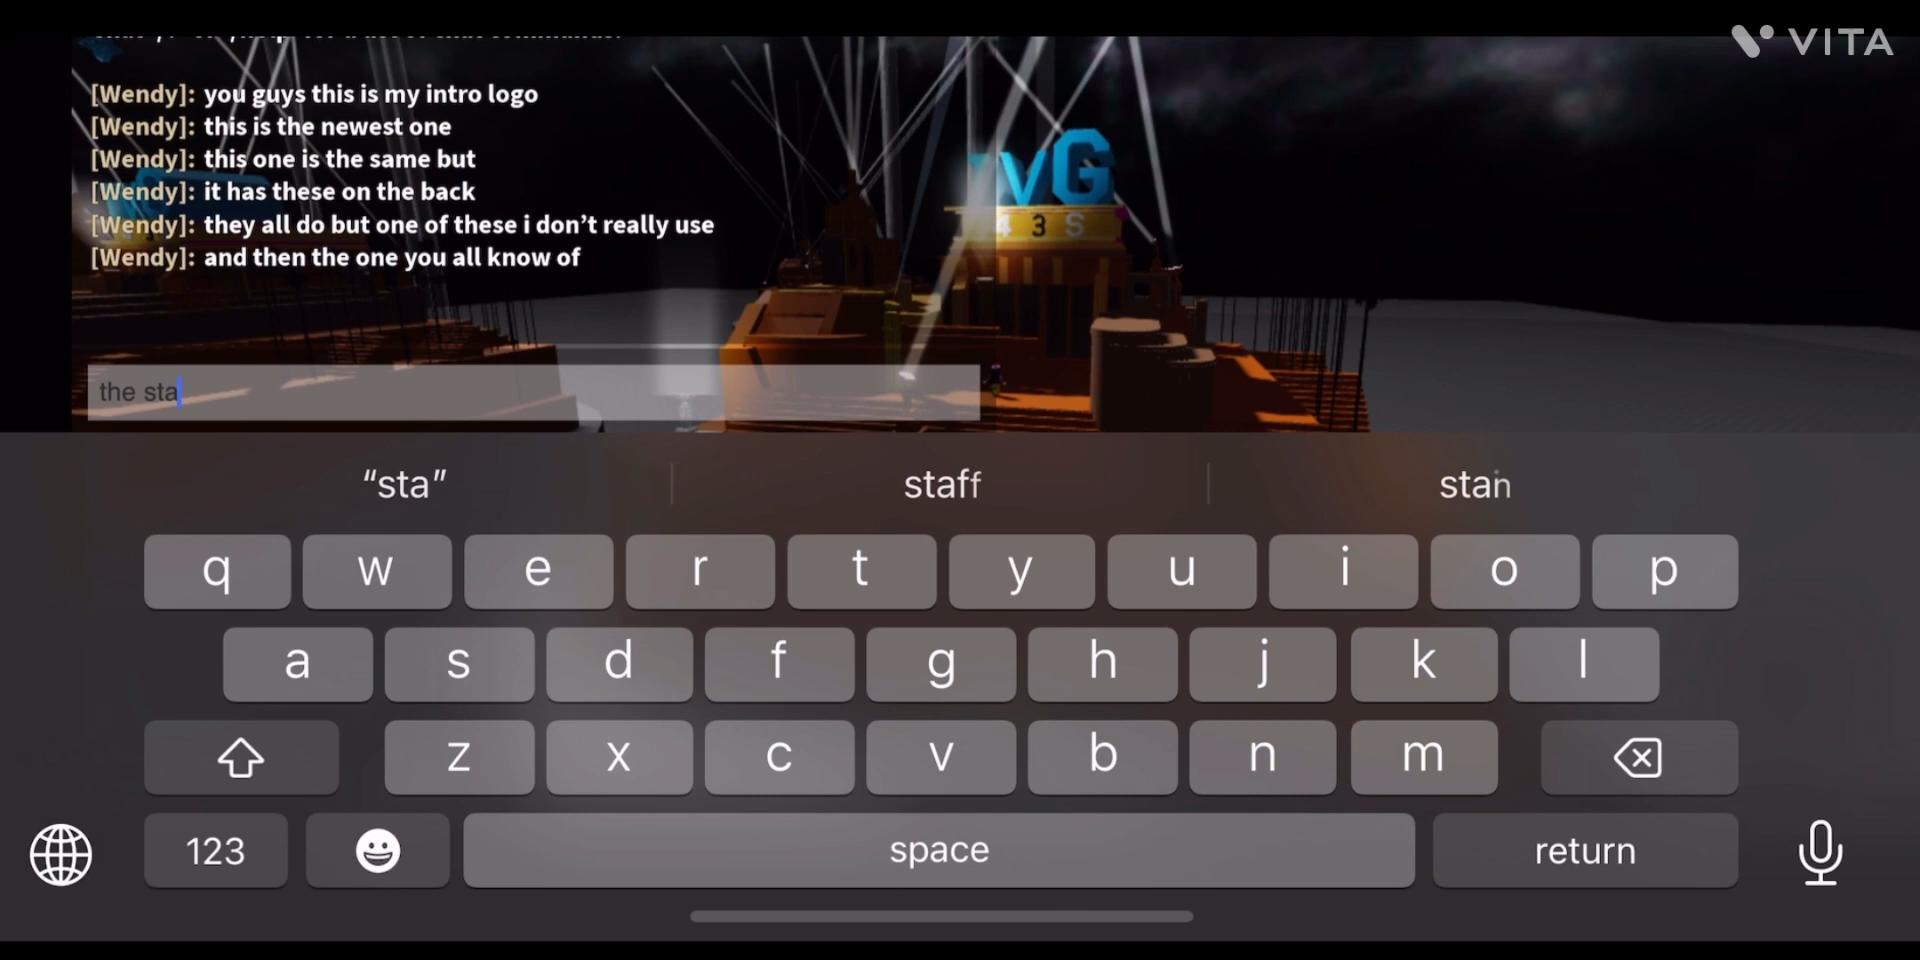 VITA
[Wendy]: you guys this is my intro logo
[Wendy]: this is the newest one
[Wendy]: this one is the same but
[Wendy]: it has these on the back
[Wendy]: they all do but one of these i don’t really use
[Wendy]: and then the one you all know of
VG
4 3 S
the sta
“sta” staff stan
q w e r t y u i o p
a s d f g h j k l
z x c v b n m
123 space return